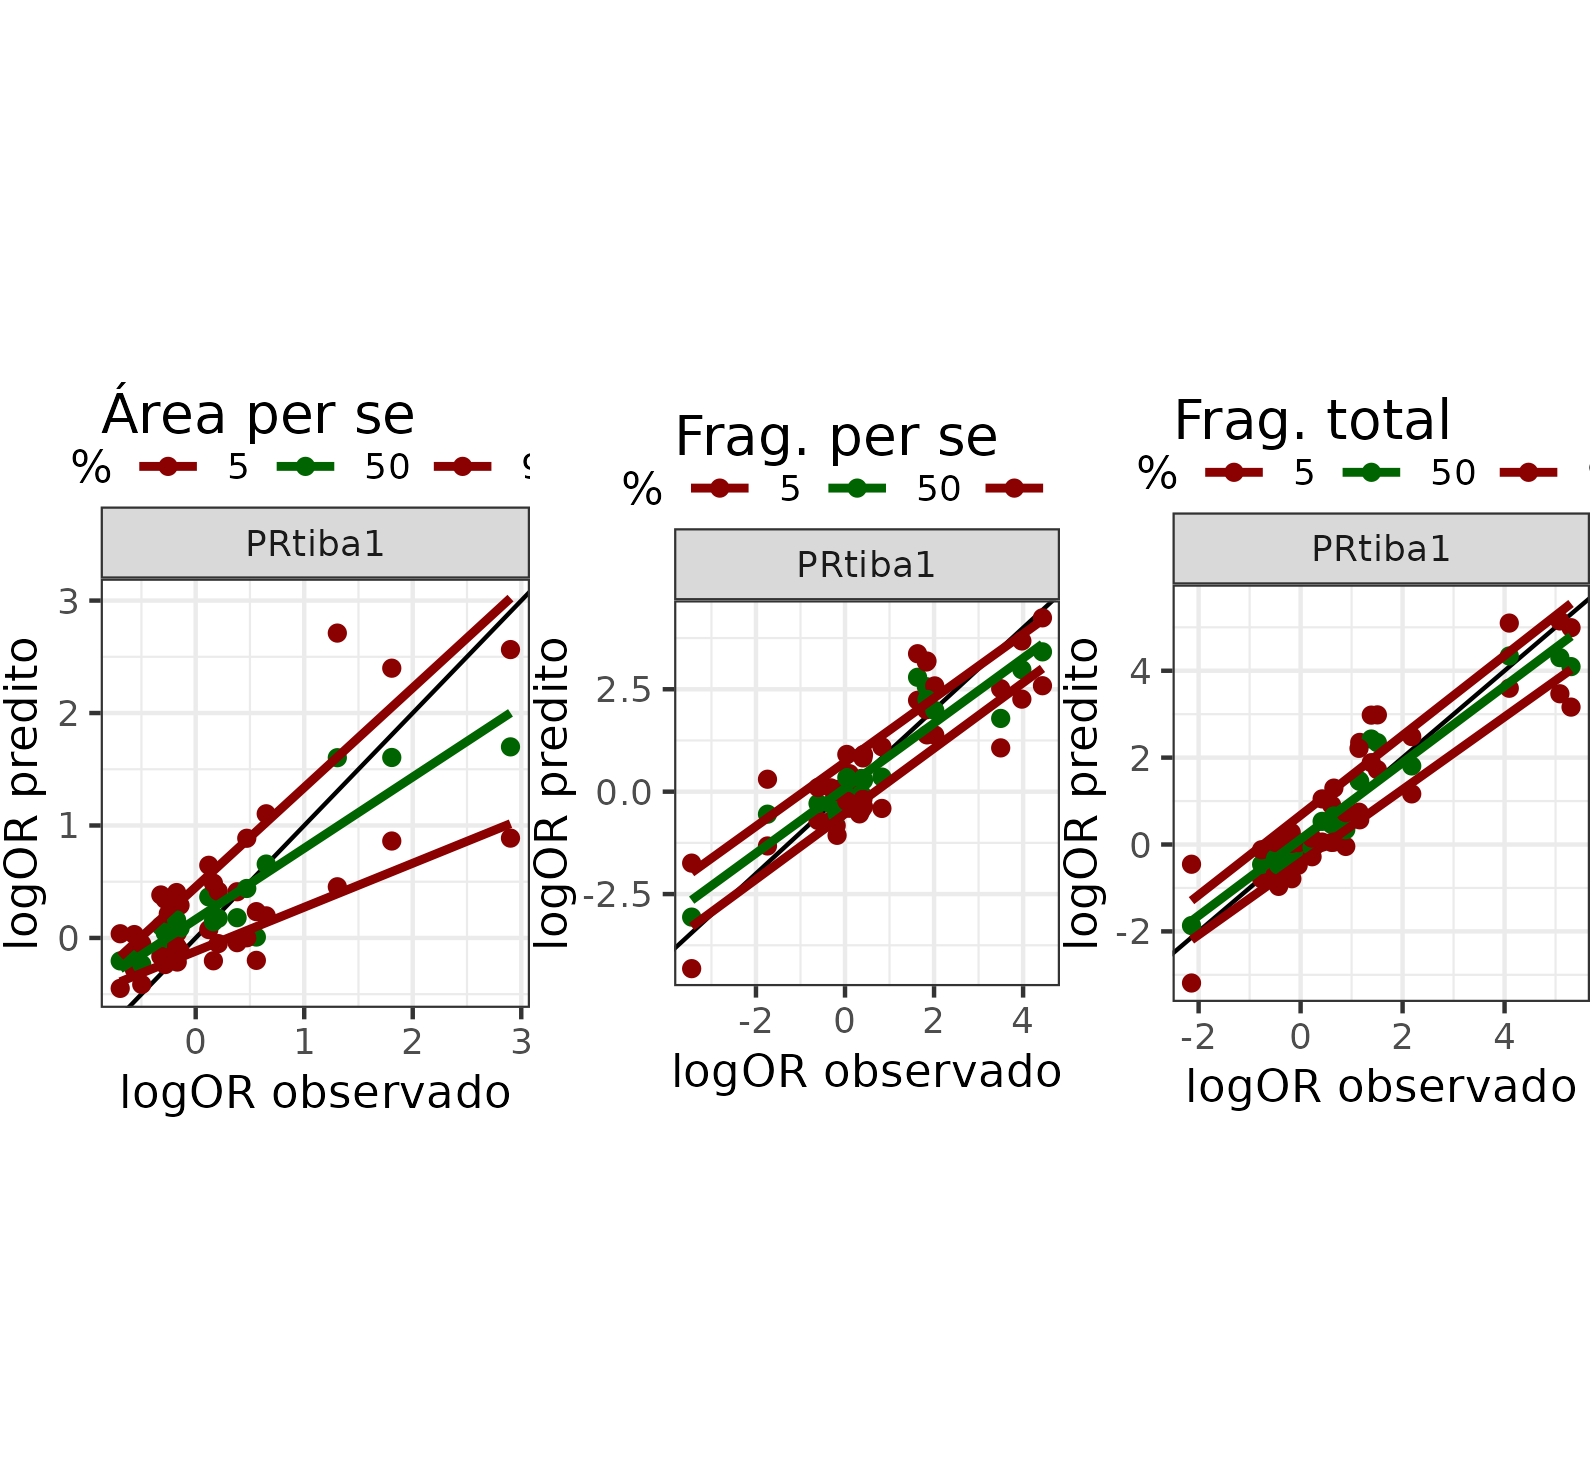 Área per se
% 5 50
PRtiba1
3
2
1
0
0 1 2 3
logOR predito
logOR observado
Frag. per se
% 5 50
PRtiba1
2.5
0.0
-2.5
-2 0 2 4
logOR predito
logOR observado
Frag. total
% 5 50
PRtiba1
4
2
0
-2
-2 0 2 4
logOR predito
logOR observado